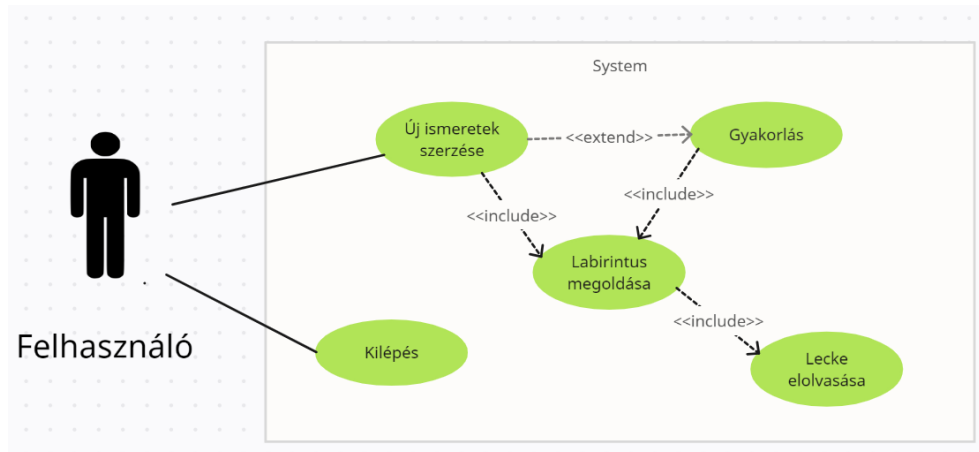 System
Új ismeretek
szerzése
<<extend>>
Gyakorlás
<<include>>
<<include>>
Labirintus
megoldása
<<include>>
Felhasználó
Kilépés
Lecke
elolvasása